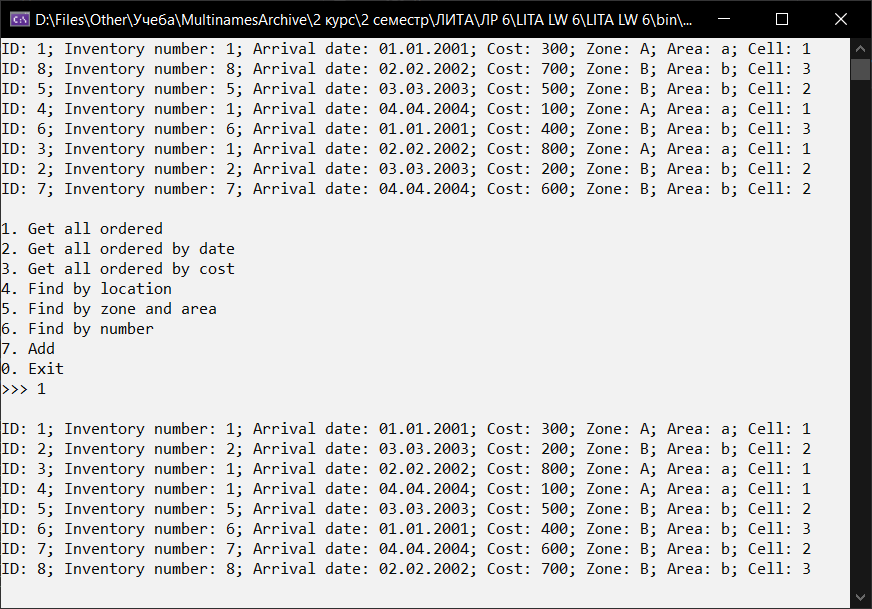 D:\Files\Other\Учеба\MultinamesArchive\2 курс\2 семестр\ЛИТА\ЛР 6\LITA LW 6\LITA LW 6\bin\...
ID: 1; Inventory number: 1; Arrival date: 01.01.2001; Cost: 300; Zone: A; Area: a; Cell: 1
ID: 8; Inventory number: 8; Arrival date: 02.02.2002; Cost: 700; Zone: B; Area: b; Cell: 3
ID: 5; Inventory number: 5; Arrival date: 03.03.2003; Cost: 500; Zone: B; Area: b; Cell: 2
ID: 4; Inventory number: 1; Arrival date: 04.04.2004; Cost: 100; Zone: A; Area: a; Cell: 1
ID: 6; Inventory number: 6; Arrival date: 01.01.2001; Cost: 400; Zone: B; Area: b; Cell: 3
ID: 3; Inventory number: 1; Arrival date: 02.02.2002; Cost: 800; Zone: A; Area: a; Cell: 1
ID: 2; Inventory number: 2; Arrival date: 03.03.2003; Cost: 200; Zone: B; Area: b; Cell: 2
ID: 7; Inventory number: 7; Arrival date: 04.04.2004; Cost: 600; Zone: B; Area: b; Cell: 2
1. Get all ordered
2. Get all ordered by date
3. Get all ordered by cost
4. Find by location
5. Find by zone and area
6. Find by number
7. Add
0. Exit
>>> 1
ID: 1; Inventory number: 1; Arrival date: 01.01.2001; Cost: 300; Zone: A; Area: a; Cell: 1
ID: 2; Inventory number: 2; Arrival date: 03.03.2003; Cost: 200; Zone: B; Area: b; Cell: 2
ID: 3; Inventory number: 1; Arrival date: 02.02.2002; Cost: 800; Zone: A; Area: a; Cell: 1
ID: 4; Inventory number: 1; Arrival date: 04.04.2004; Cost: 100; Zone: A; Area: a; Cell: 1
ID: 5; Inventory number: 5; Arrival date: 03.03.2003; Cost: 500; Zone: B; Area: b; Cell: 2
ID: 6; Inventory number: 6; Arrival date: 01.01.2001; Cost: 400; Zone: B; Area: b; Cell: 3
ID: 7; Inventory number: 7; Arrival date: 04.04.2004; Cost: 600; Zone: B; Area: b; Cell: 2
ID: 8; Inventory number: 8; Arrival date: 02.02.2002; Cost: 700; Zone: B; Area: b; Cell: 3